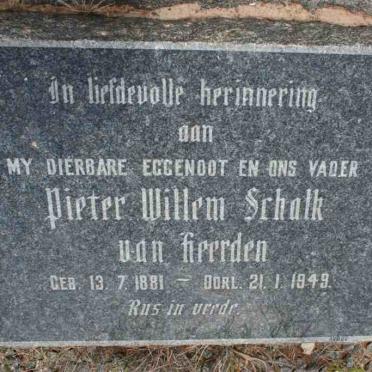 In liefdevolle herinnering
aan
MY DIERBARE EGGENOOT EN ONS VADER
Pieter Willem Schalk
van Heerden
GEB. 13. 7. 1881 — OORL. 21. 1. 1949.
Rus in vrede.